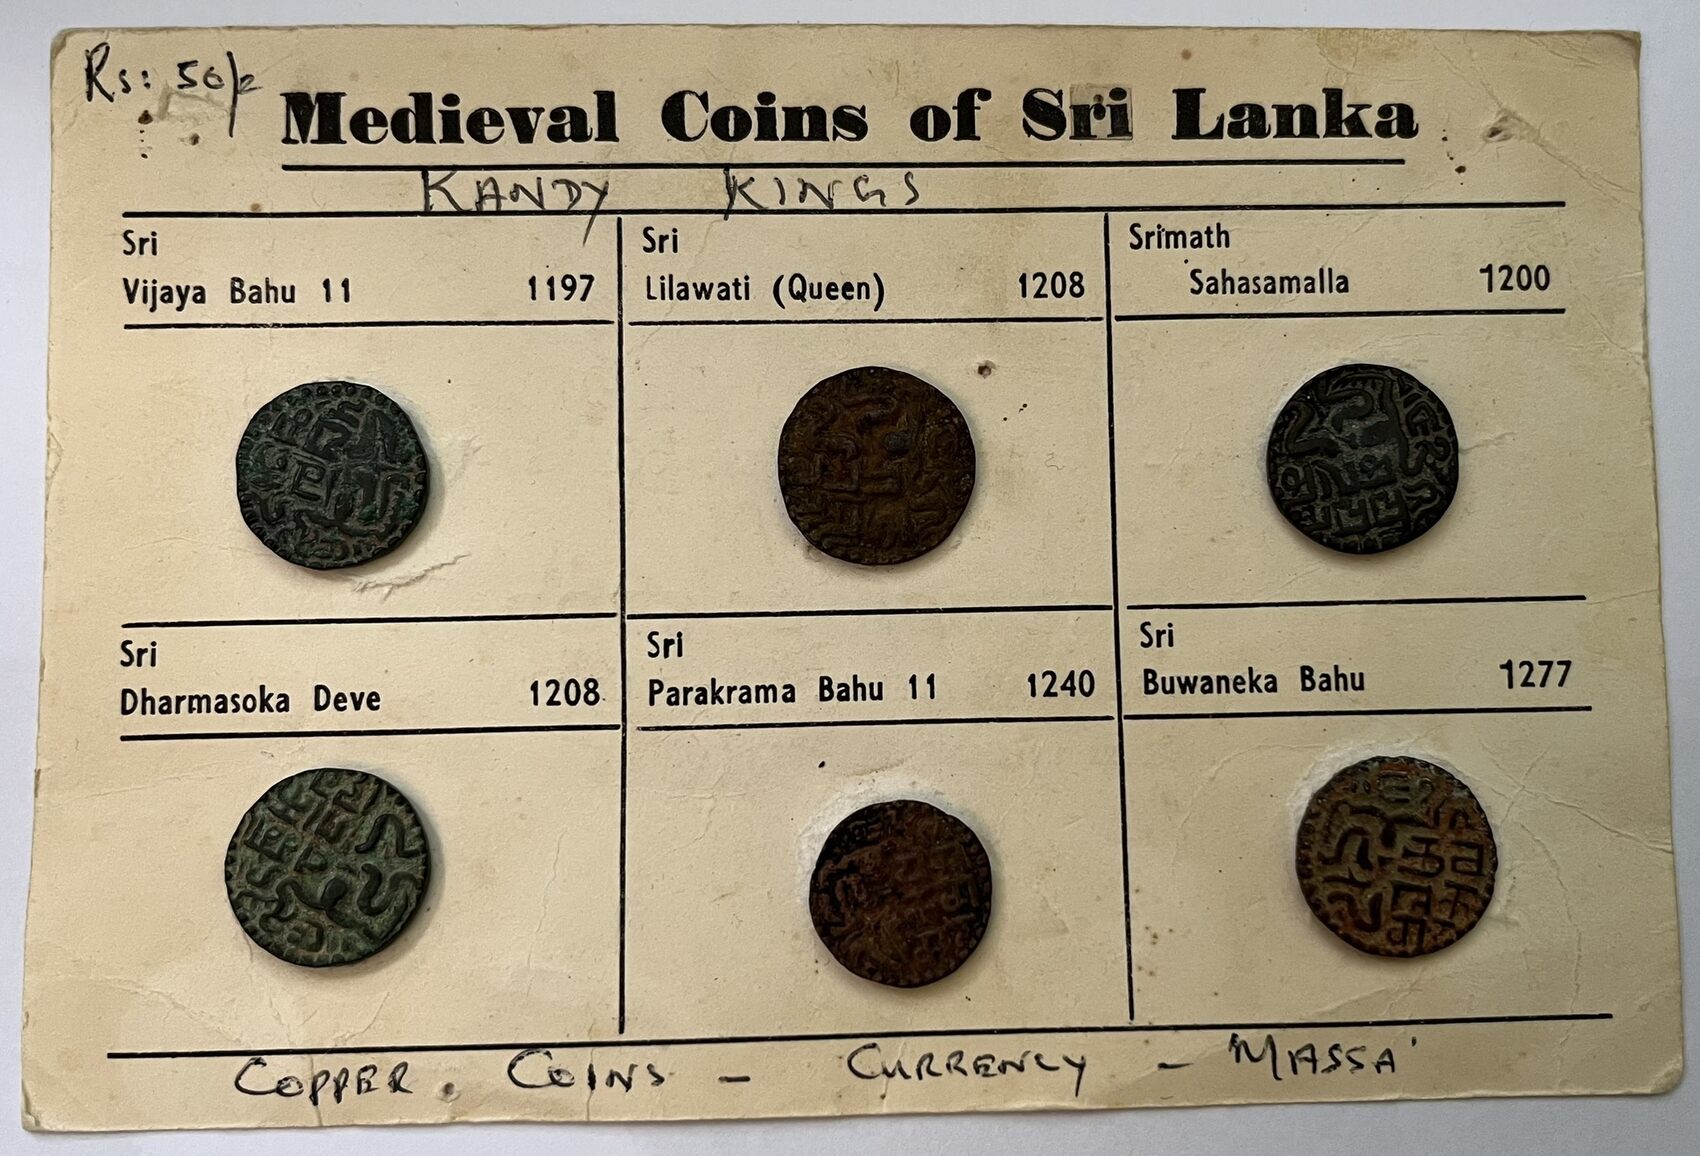 Rs: 50/=
Medieval Coins of Sri Lanka
KANDY KINGS
Sri
Vijaya Bahu 11 1197
Sri
Lilawati (Queen) 1208
Srimath
Sahasamalla 1200
Sri
Dharmasoka Deve 1208
Sri
Parakrama Bahu 11 1240
Sri
Buwaneka Bahu 1277
COPPER. COINS - CURRENCY - 'MASSA'